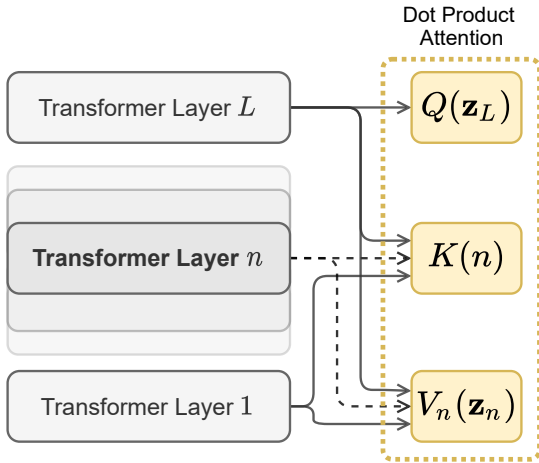 Dot Product
Attention
Transformer Layer L
Q(z_L)
Transformer Layer n
K(n)
Transformer Layer 1
V_n(z_n)